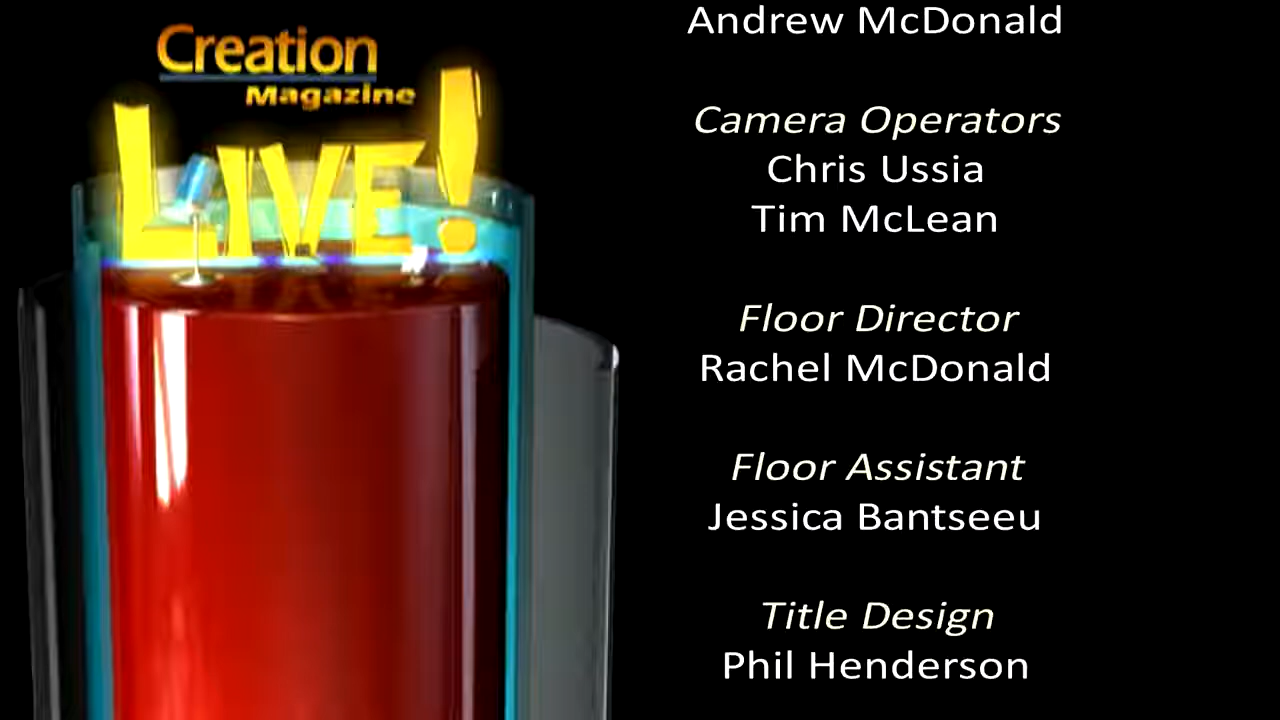 Creation
Magazine
LIVE!
Andrew McDonald
Camera Operators
Chris Ussia
Tim McLean
Floor Director
Rachel McDonald
Floor Assistant
Jessica Bantseeu
Title Design
Phil Henderson